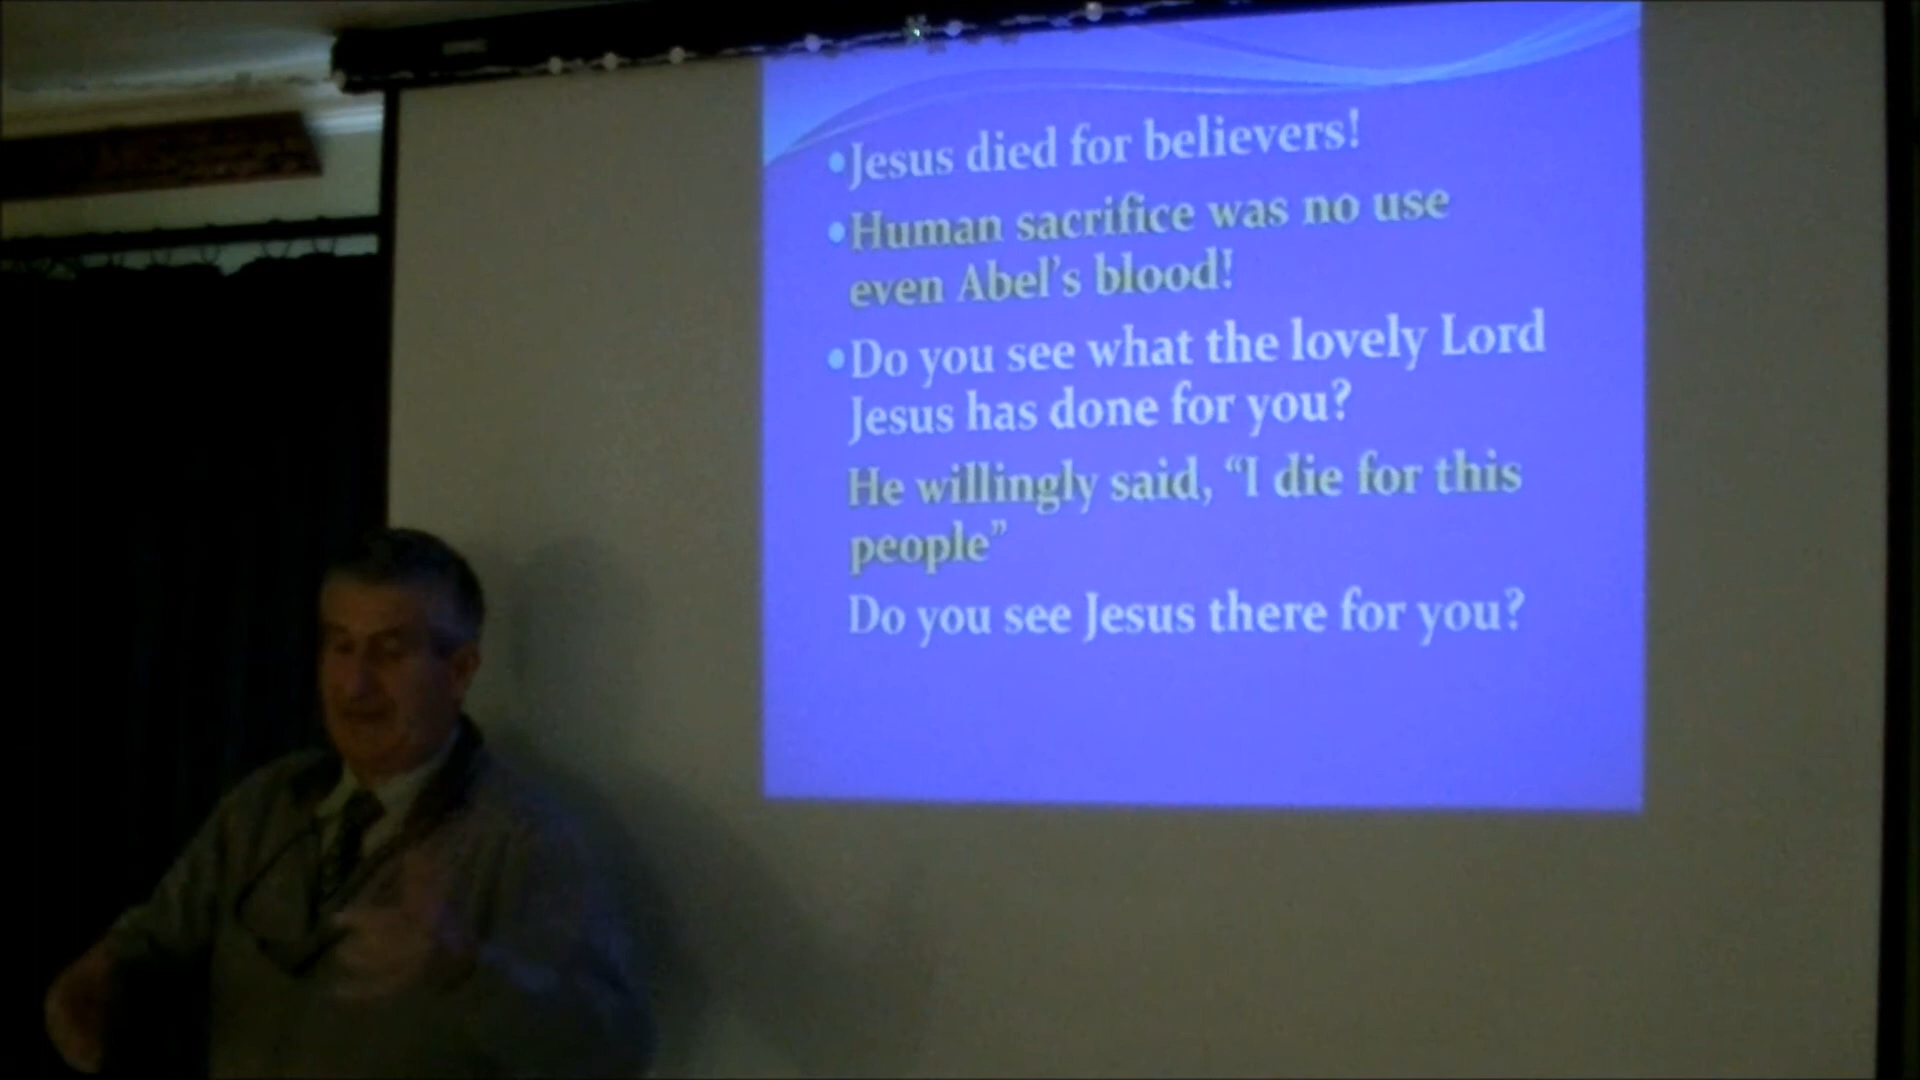 •Jesus died for believers!
•Human sacrifice was no use
even Abel's blood!
•Do you see what the lovely Lord
Jesus has done for you?
He willingly said, “I die for this
people”
Do you see Jesus there for you?